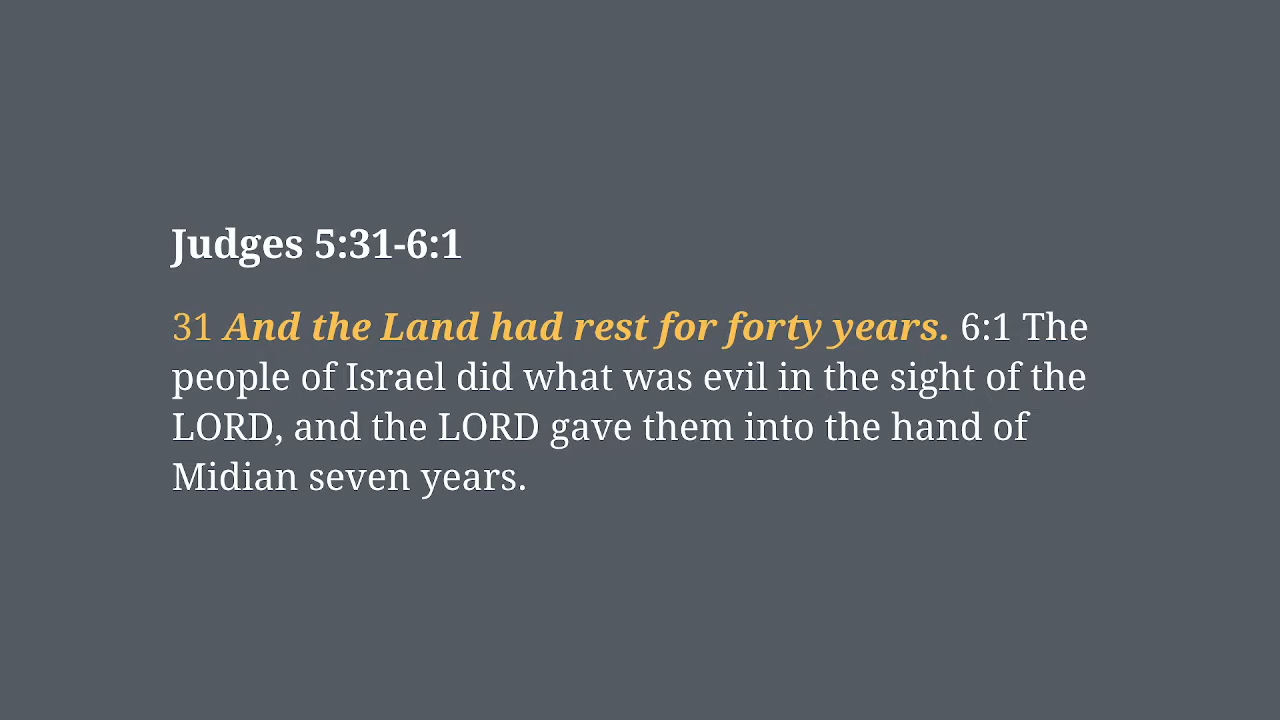 Judges 5:31-6:1
31 And the Land had rest for forty years. 6:1 The
people of Israel did what was evil in the sight of the
LORD, and the LORD gave them into the hand of
Midian seven years.